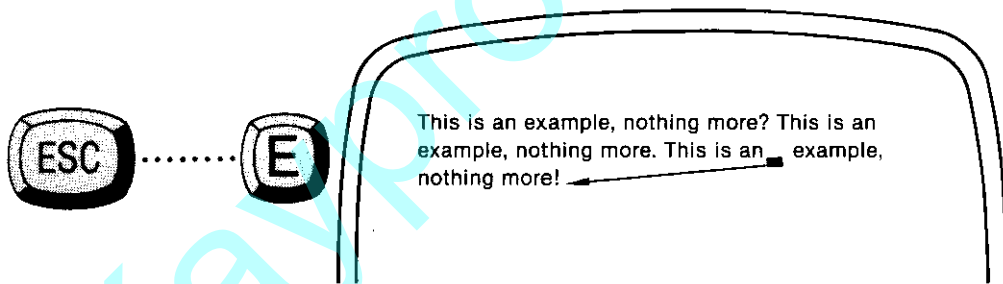 ESC
E
This is an example, nothing more? This is an
example, nothing more. This is an example,
nothing more!